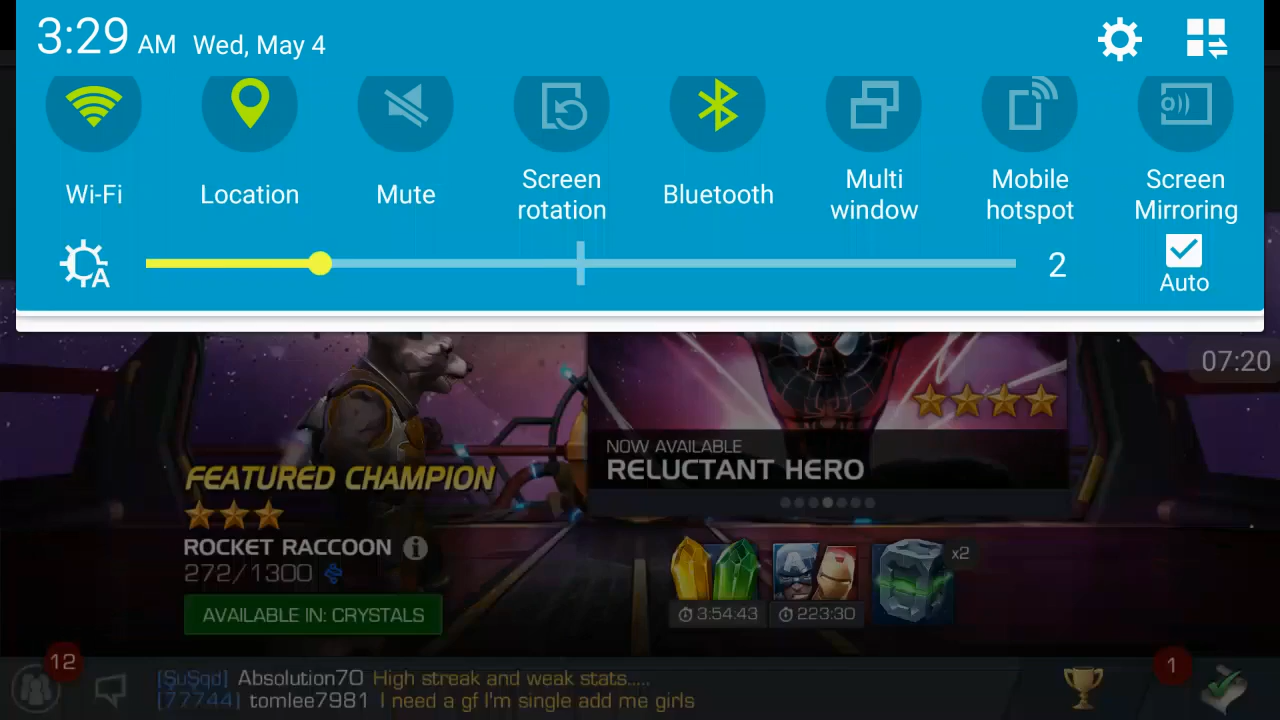 3:29 AM Wed, May 4
Wi-Fi
Location
Mute
Screen
rotation
Bluetooth
Multi
window
Mobile
hotspot
Screen
Mirroring
A
2
Auto
07:20
FEATURED CHAMPION
ROCKET RACCOON
272/1300
AVAILABLE IN: CRYSTALS
NOW AVAILABLE
RELUCTANT HERO
x2
3:54:43
223:30
12
[SuSqd] Absolution70 High streak and weak stats.....
[77744] tomlee7981 I need a gf I'm single add me girls
1